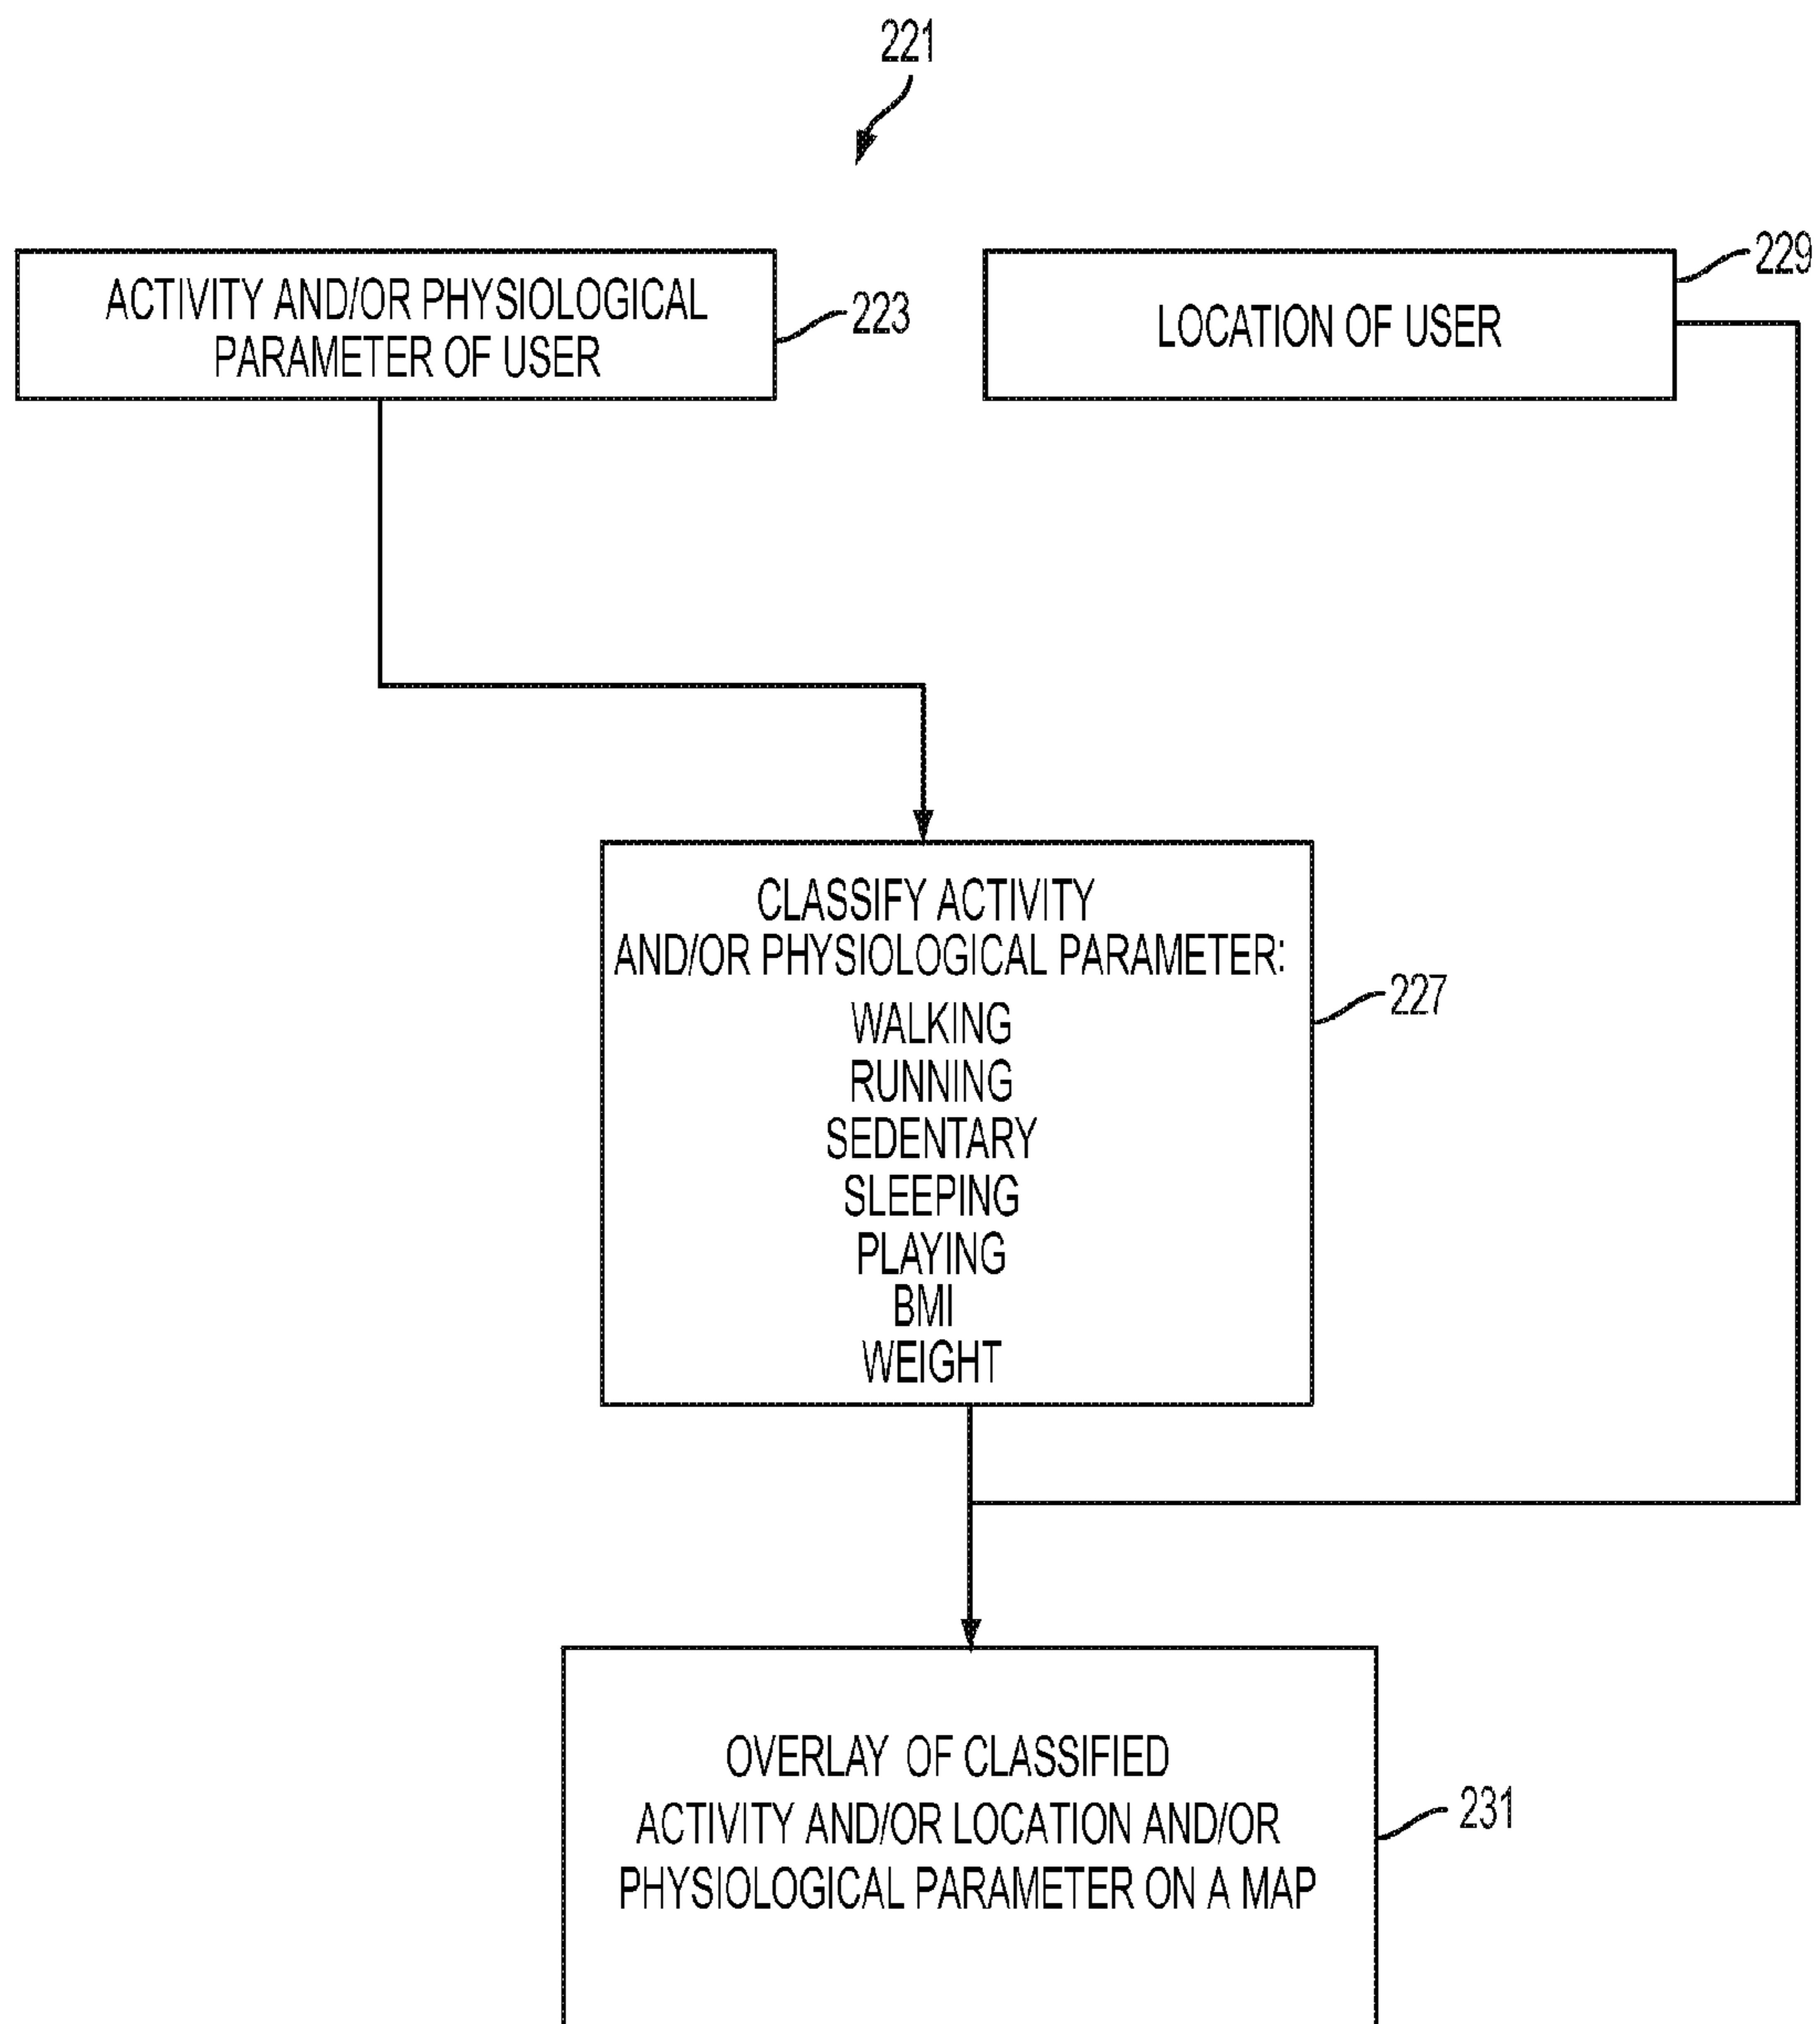 221
ACTIVITY AND/OR PHYSIOLOGICAL
PARAMETER OF USER
223
LOCATION OF USER
229
CLASSIFY ACTIVITY
AND/OR PHYSIOLOGICAL PARAMETER:
WALKING
RUNNING
SEDENTARY
SLEEPING
PLAYING
BMI
WEIGHT
227
OVERLAY OF CLASSIFIED
ACTIVITY AND/OR LOCATION AND/OR
PHYSIOLOGICAL PARAMETER ON A MAP
231